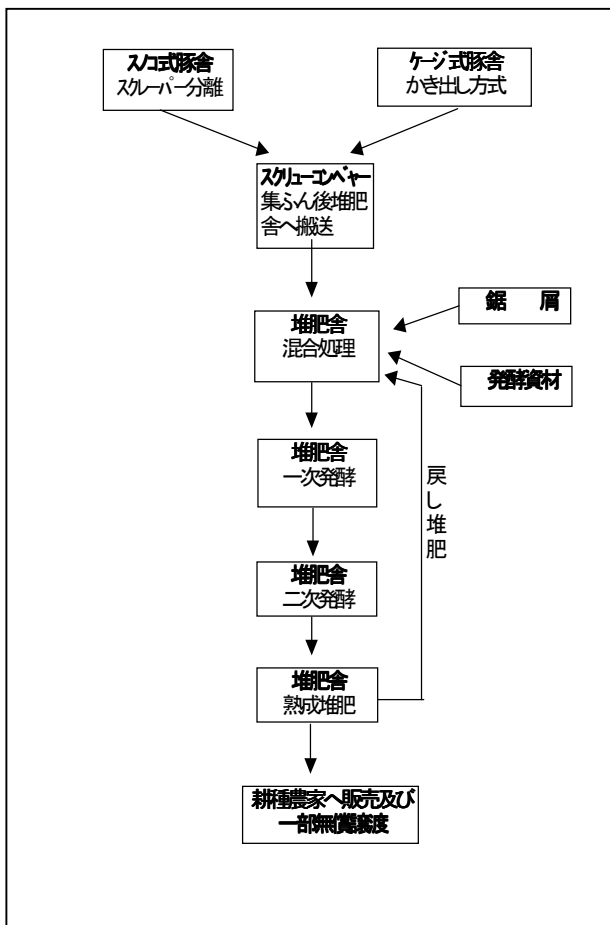 スノコ式豚舎
スクレーパー分離
ケージ式豚舎
かき出し方式
スクリューコンベヤー
集ふん後堆肥
舎へ搬送
鋸　屑
堆肥舎
混合処理
発酵資材
堆肥舎
一次発酵
戻し堆肥
堆肥舎
二次発酵
堆肥舎
熟成堆肥
耕種農家へ販売及び
一部無償譲度